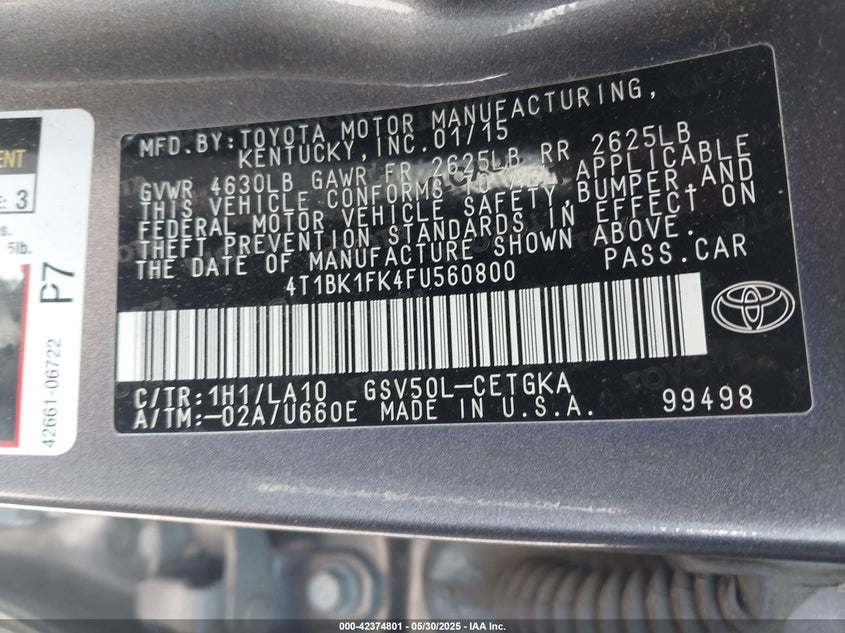 MFD. BY: TOYOTA MOTOR MANUFACTURING,
KENTUCKY, INC. 01/15
GVWR 4630LB GAWR FR 2625LB RR 2625LB
THIS VEHICLE CONFORMS TO ALL APPLICABLE
FEDERAL MOTOR VEHICLE SAFETY, BUMPER, AND
THEFT PREVENTION STANDARDS IN EFFECT ON
THE DATE OF MANUFACTURE SHOWN ABOVE.
4T1BK1FK4FU560800 PASS. CAR
C/TR: 1H1/LA10 GSV50L-CETGKA
A/TM: -02A/U660E MADE IN U.S.A. 99498
: 3
5lb.
P7
42661-06722
000-42374801 - 05/30/2025 - IAA Inc.